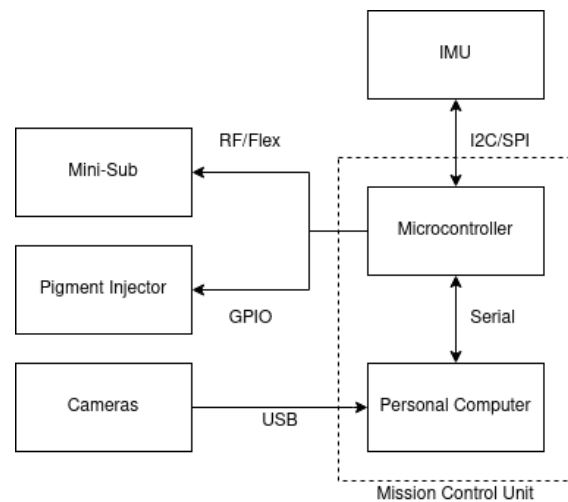 IMU
RF/Flex
I2C/SPI
Mini-Sub
Microcontroller
Pigment Injector
GPIO
Serial
Cameras
Personal Computer
USB
Mission Control Unit